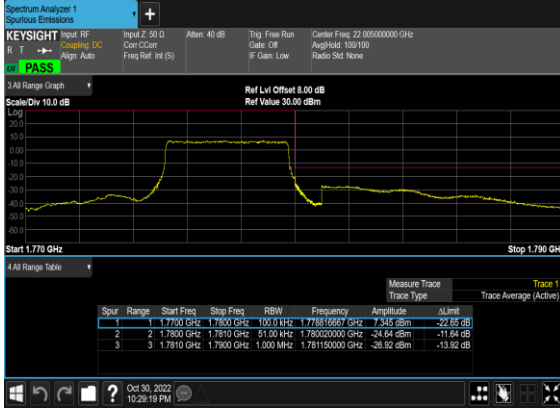 Spectrum Analyzer 1
Spurious Emissions
+
KEYSIGHT Input: RF Input Z: 50 Ω Atten: 40 dB Trig: Free Run Center Freq: 22.005000000 GHz
R T Coupling: DC Corr CCorr Gate: Off Avg|Hold: 100/100
Align: Auto Freq Ref: Int (S) IF Gain: Low Radio Std: None
LXI PASS
3 All Range Graph Ref Lvl Offset 8.00 dB
Scale/Div 10.0 dB Ref Value 30.00 dBm
Log
20.0
10.0
0.00
-10.0
-20.0
-30.0
-40.0
-50.0
-60.0
Start 1.770 GHz Stop 1.790 GH
4 All Range Table
Measure Trace Trace 1
Trace Type Trace Average (Active)
Spur Range Start Freq Stop Freq RBW Frequency Amplitude ΔLimit
1 1 1.7700 GHz 1.7800 GHz 100.0 kHz 1.778816667 GHz 7.345 dBm -22.65 dB
2 2 1.7800 GHz 1.7810 GHz 51.00 kHz 1.780020000 GHz -24.64 dBm -11.64 dB
3 3 1.7810 GHz 1.7900 GHz 1.000 MHz 1.781150000 GHz -26.92 dBm -13.92 dB
? Oct 30, 2022
10:29:19 PM